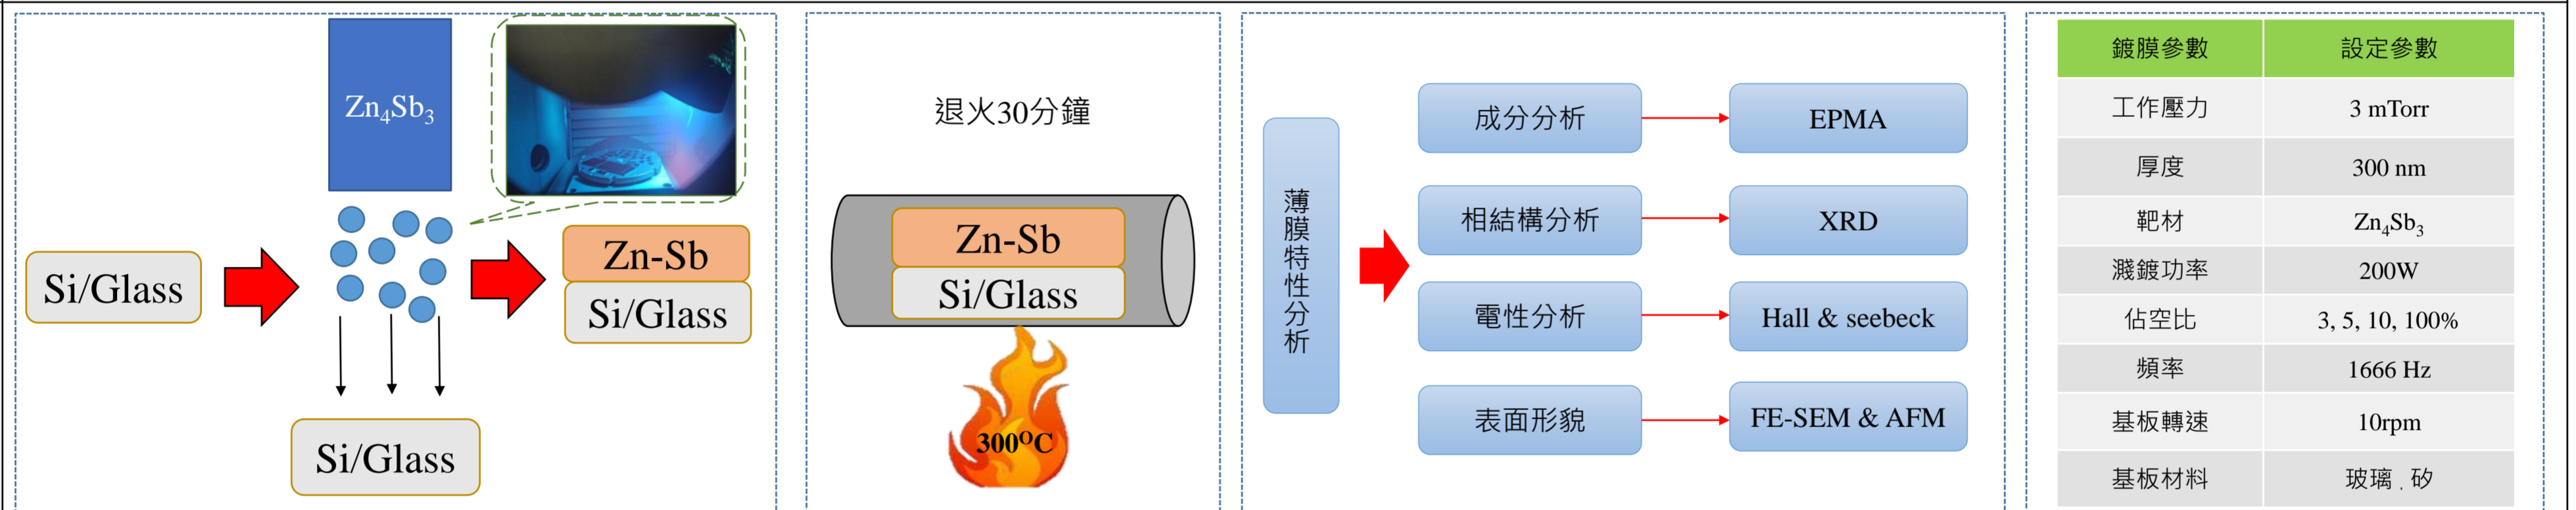 Zn₄Sb₃
Si/Glass
Zn-Sb
Si/Glass
Si/Glass
退火30分鐘
Zn-Sb
Si/Glass
300⁰C
薄膜特性分析
成分分析
EPMA
相結構分析
XRD
電性分析
Hall & seebeck
表面形貌
FE-SEM & AFM
鍍膜參數 設定參數
工作壓力 3 mTorr
厚度 300 nm
靶材 Zn₄Sb₃
濺鍍功率 200W
佔空比 3, 5, 10, 100%
頻率 1666 Hz
基板轉速 10rpm
基板材料 玻璃 . 矽